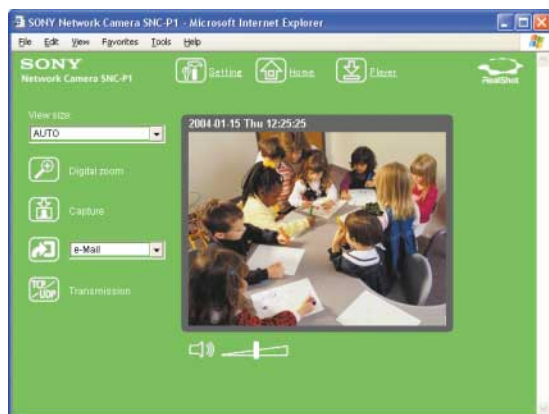 SONY Network Camera SNC-P1 - Microsoft Internet Explorer
File Edit View Favorites Tools Help
SONY
Network Camera SNC-P1
Setting Home Player
RealShot
View size:
AUTO
2004-01-15 Thu 12:25:25
Digital zoom
Capture
e-Mail
TCP/UDP
Transmission